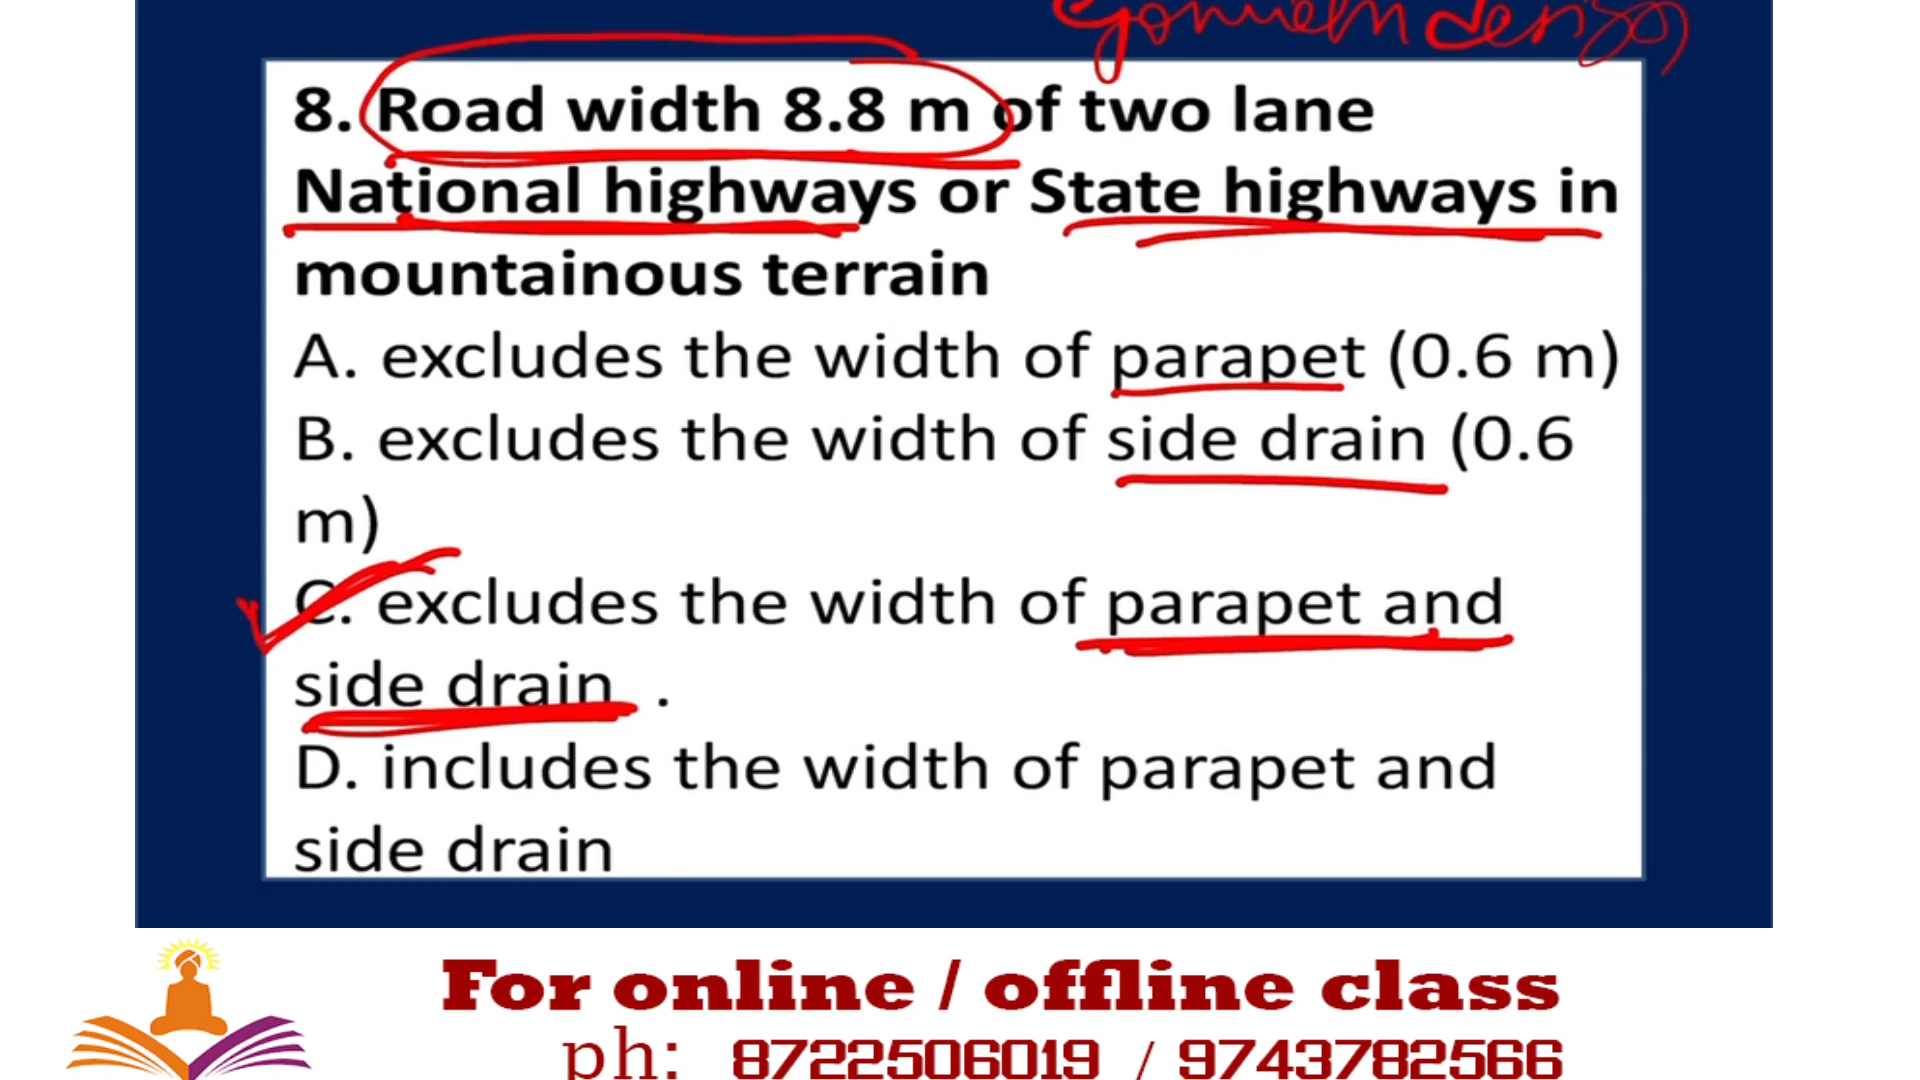 8. Road width 8.8 m of two lane
National highways or State highways in
mountainous terrain
A. excludes the width of parapet (0.6 m)
B. excludes the width of side drain (0.6
m)
C. excludes the width of parapet and
side drain .
D. includes the width of parapet and
side drain
For online / offline class
ph: 8722506019 / 9743782566